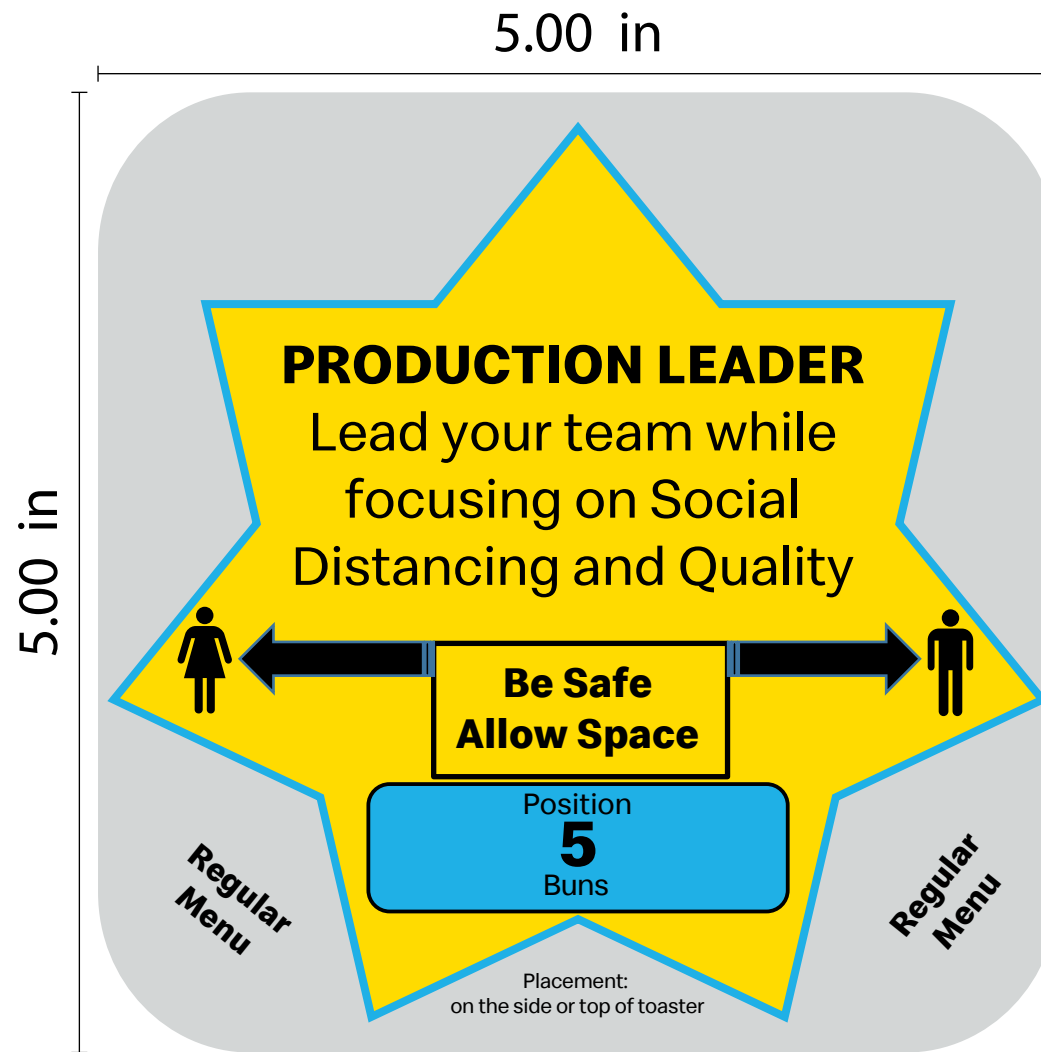 5.00 in
5.00 in
PRODUCTION LEADER
Lead your team while
focusing on Social
Distancing and Quality
Be Safe
Allow Space
Position
5
Buns
Regular
Menu
Regular
Menu
Placement:
on the side or top of toaster